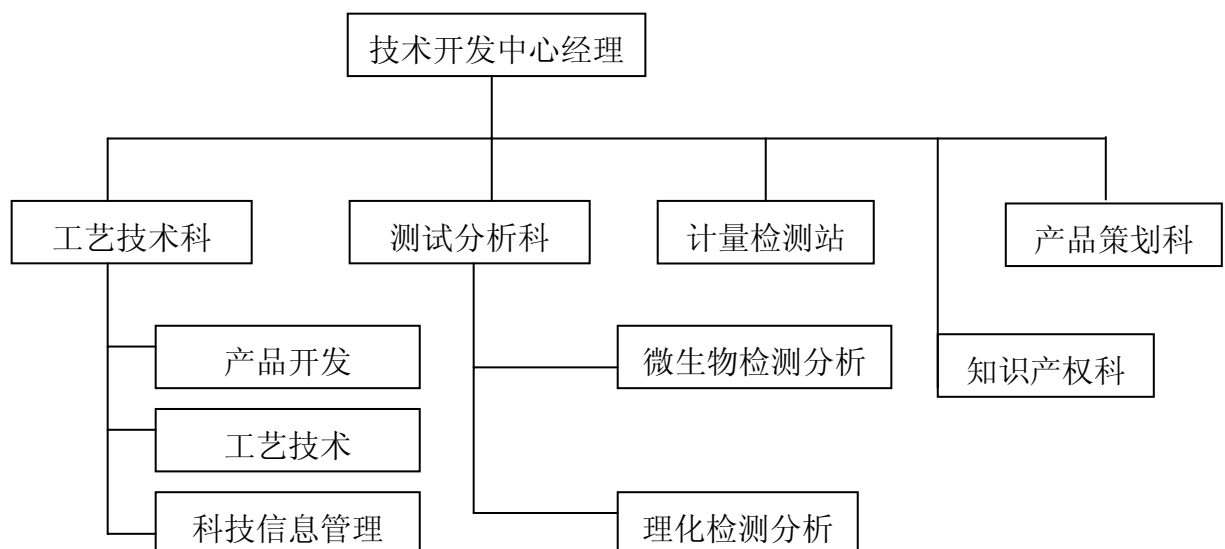 技术开发中心经理
工艺技术科
测试分析科
计量检测站
产品策划科
产品开发
微生物检测分析
知识产权科
工艺技术
科技信息管理
理化检测分析